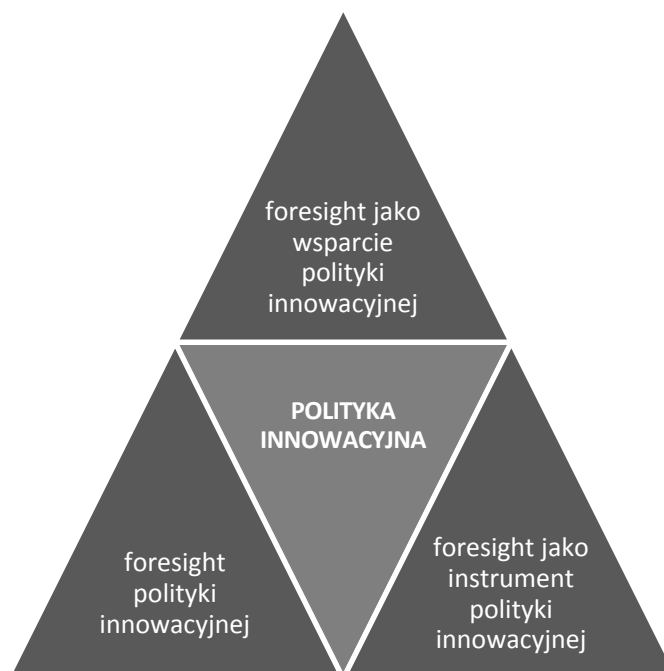 foresight jako
wsparcie
polityki
innowacyjnej
POLITYKA
INNOWACYJNA
foresight
polityki
innowacyjnej
foresight jako
instrument
polityki
innowacyjnej